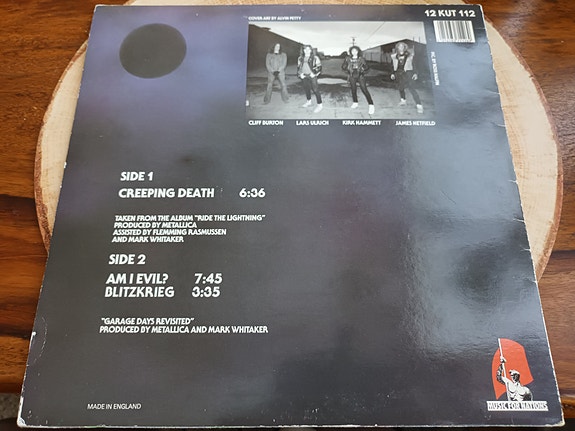 COVER ART BY ALVIN PETTY
12 KUT 112
CLIFF BURTON LARS ULRICH KIRK HAMMETT JAMES HETFIELD
SIDE 1
CREEPING DEATH 6:36
TAKEN FROM THE ALBUM "RIDE THE LIGHTNING"
PRODUCED BY METALLICA
ASSISTED BY FLEMMING RASMUSSEN
AND MARK WHITAKER
SIDE 2
AM I EVIL? 7:45
BLITZKRIEG 3:35
"GARAGE DAYS REVISITED"
PRODUCED BY METALLICA AND MARK WHITAKER
MADE IN ENGLAND
MUSIC FOR NATIONS